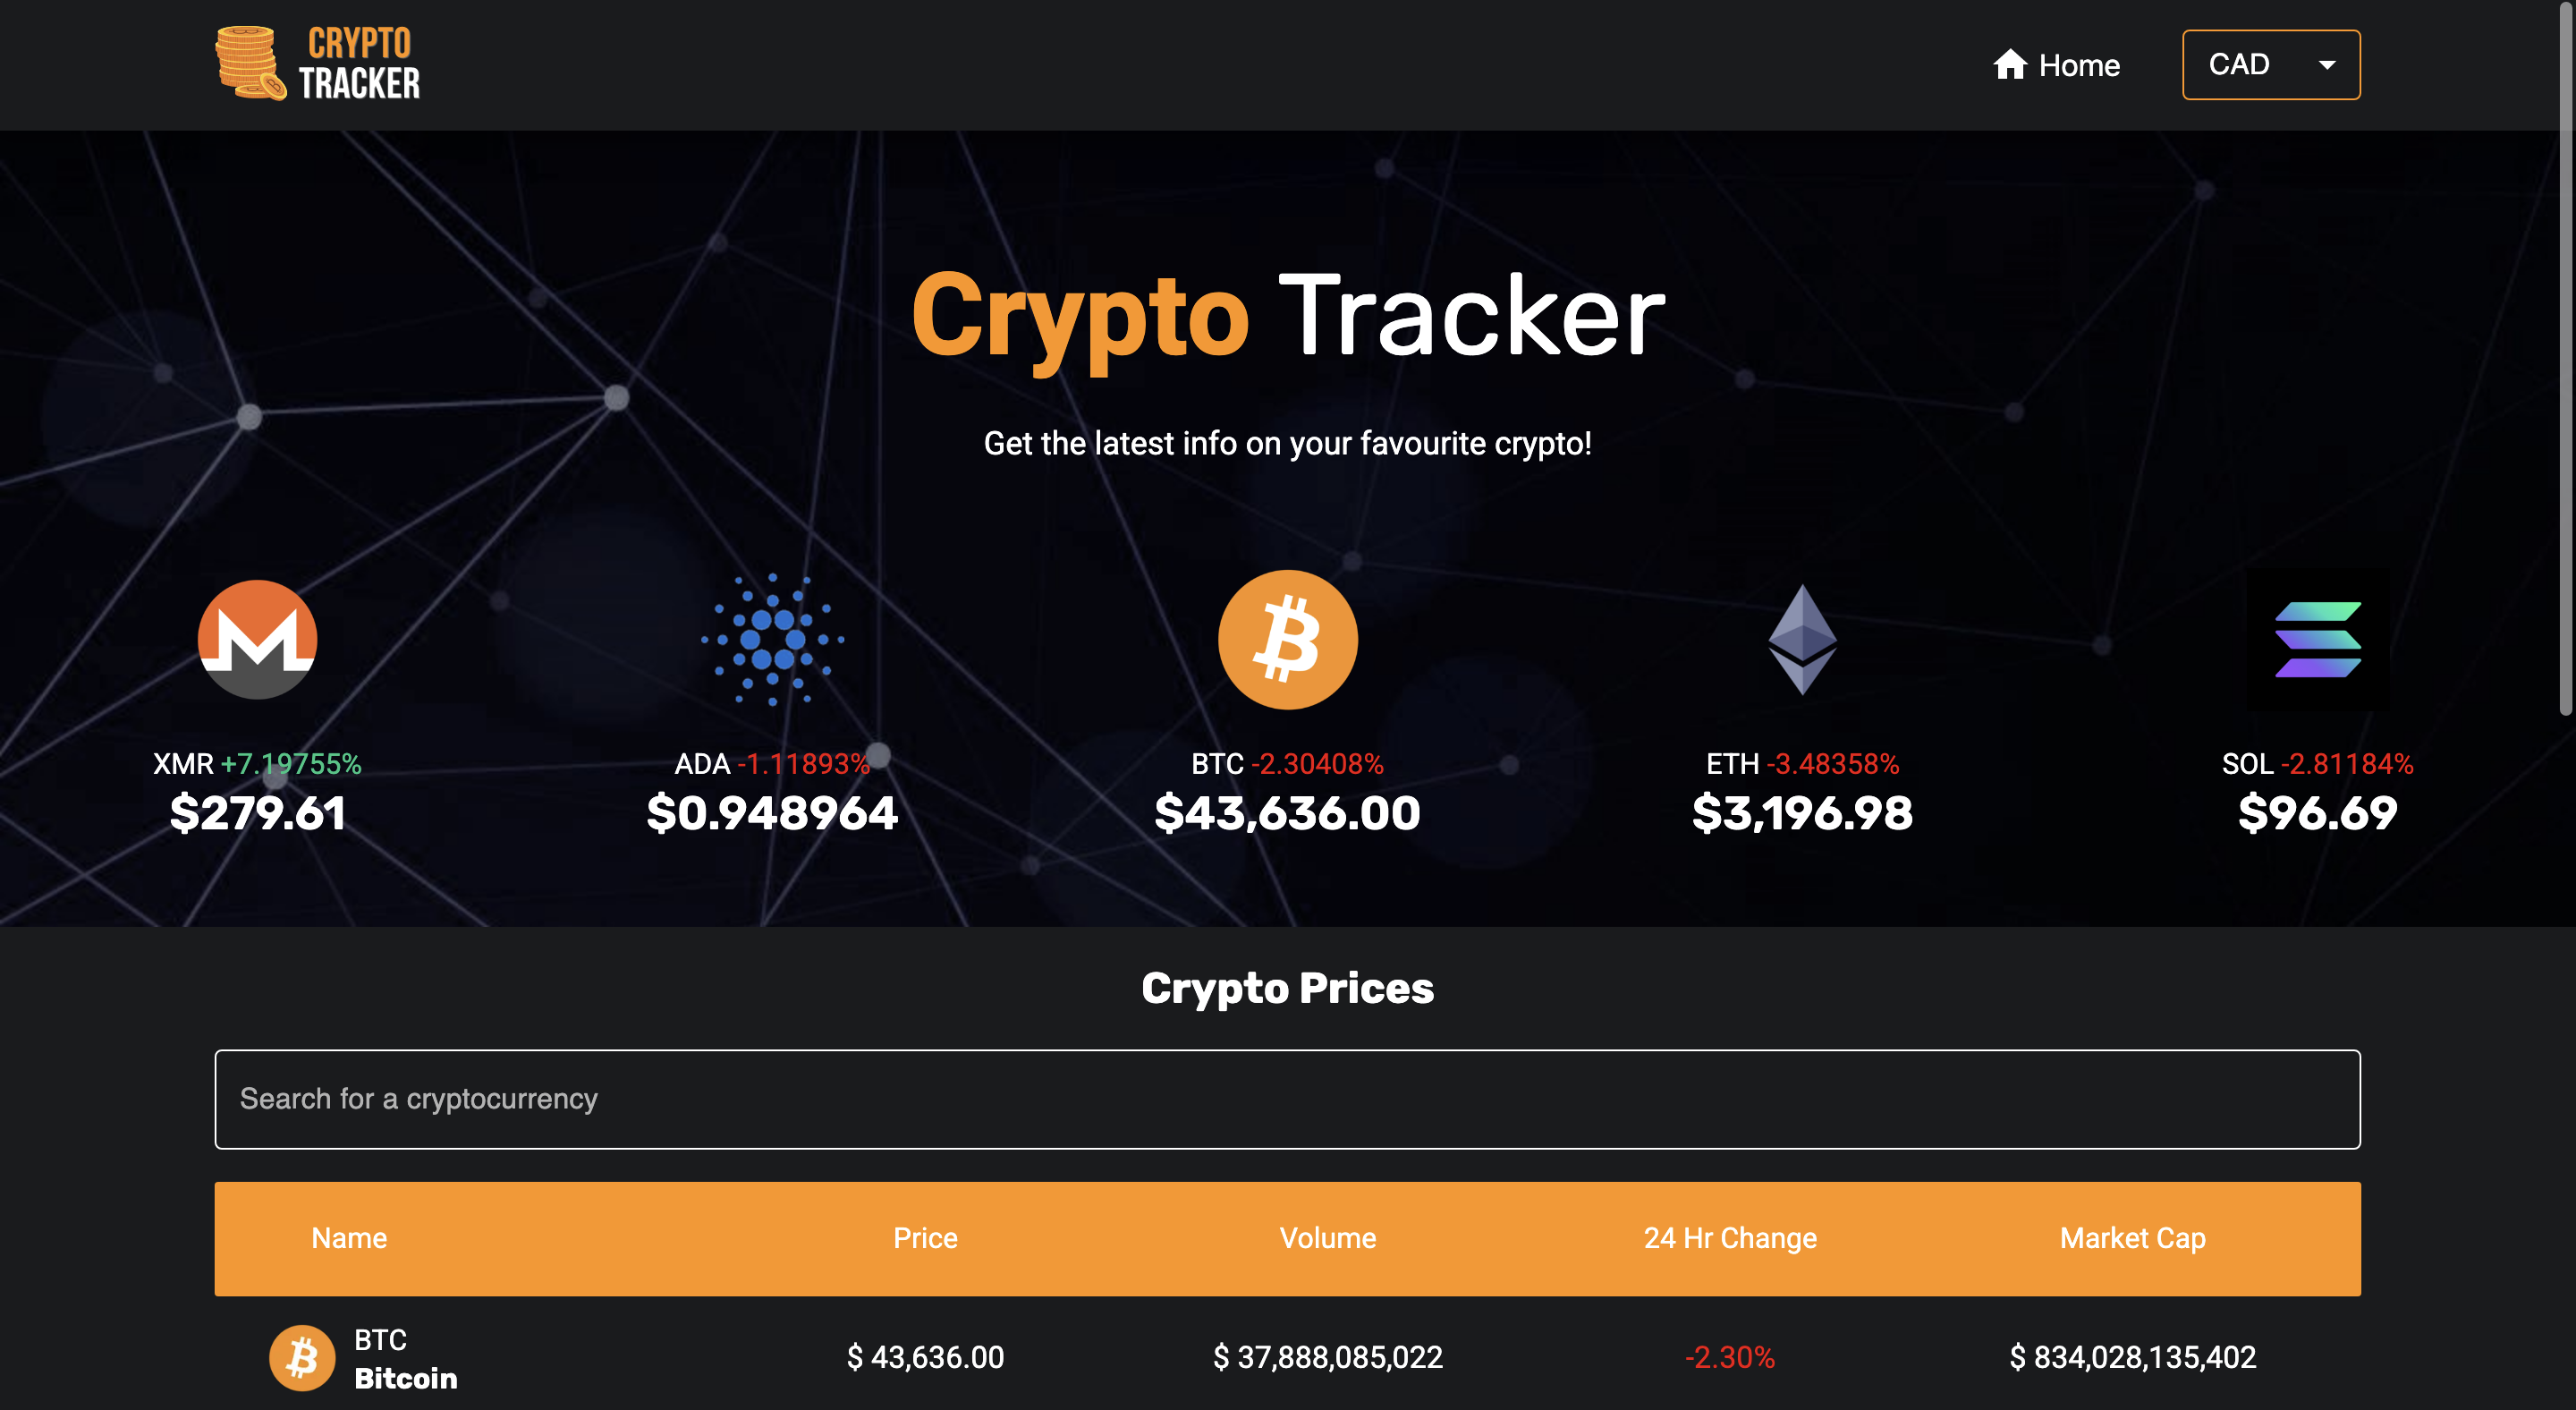 CRYPTO
TRACKER
Home
CAD
Crypto Tracker
Get the latest info on your favourite crypto!
XMR +7.19755%
$279.61
ADA -1.11893%
$0.948964
BTC -2.30408%
$43,636.00
ETH -3.48358%
$3,196.98
SOL -2.81184%
$96.69
Crypto Prices
Search for a cryptocurrency
Name Price Volume 24 Hr Change Market Cap
BTC
Bitcoin
$ 43,636.00 $ 37,888,085,022 -2.30% $ 834,028,135,402